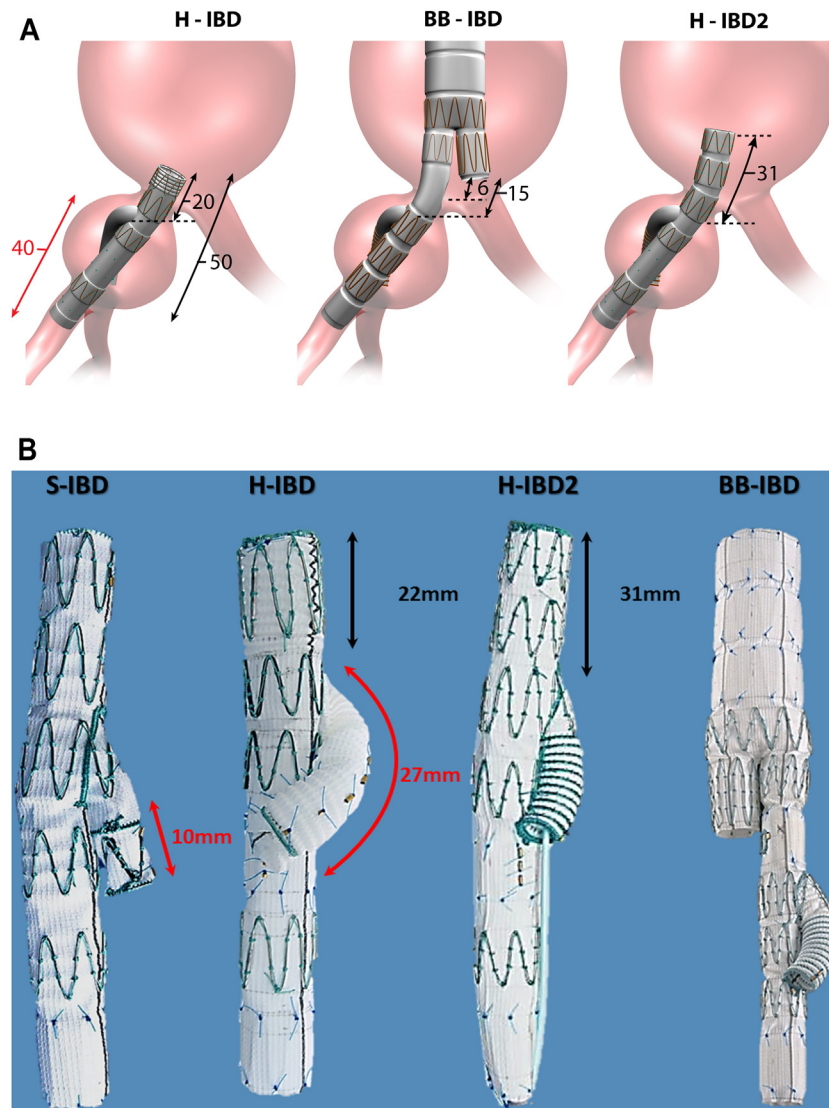 A
H - IBD
BB - IBD
H - IBD2
20
40
50
6
15
31
B
S-IBD
H-IBD
H-IBD2
BB-IBD
22mm
31mm
27mm
10mm